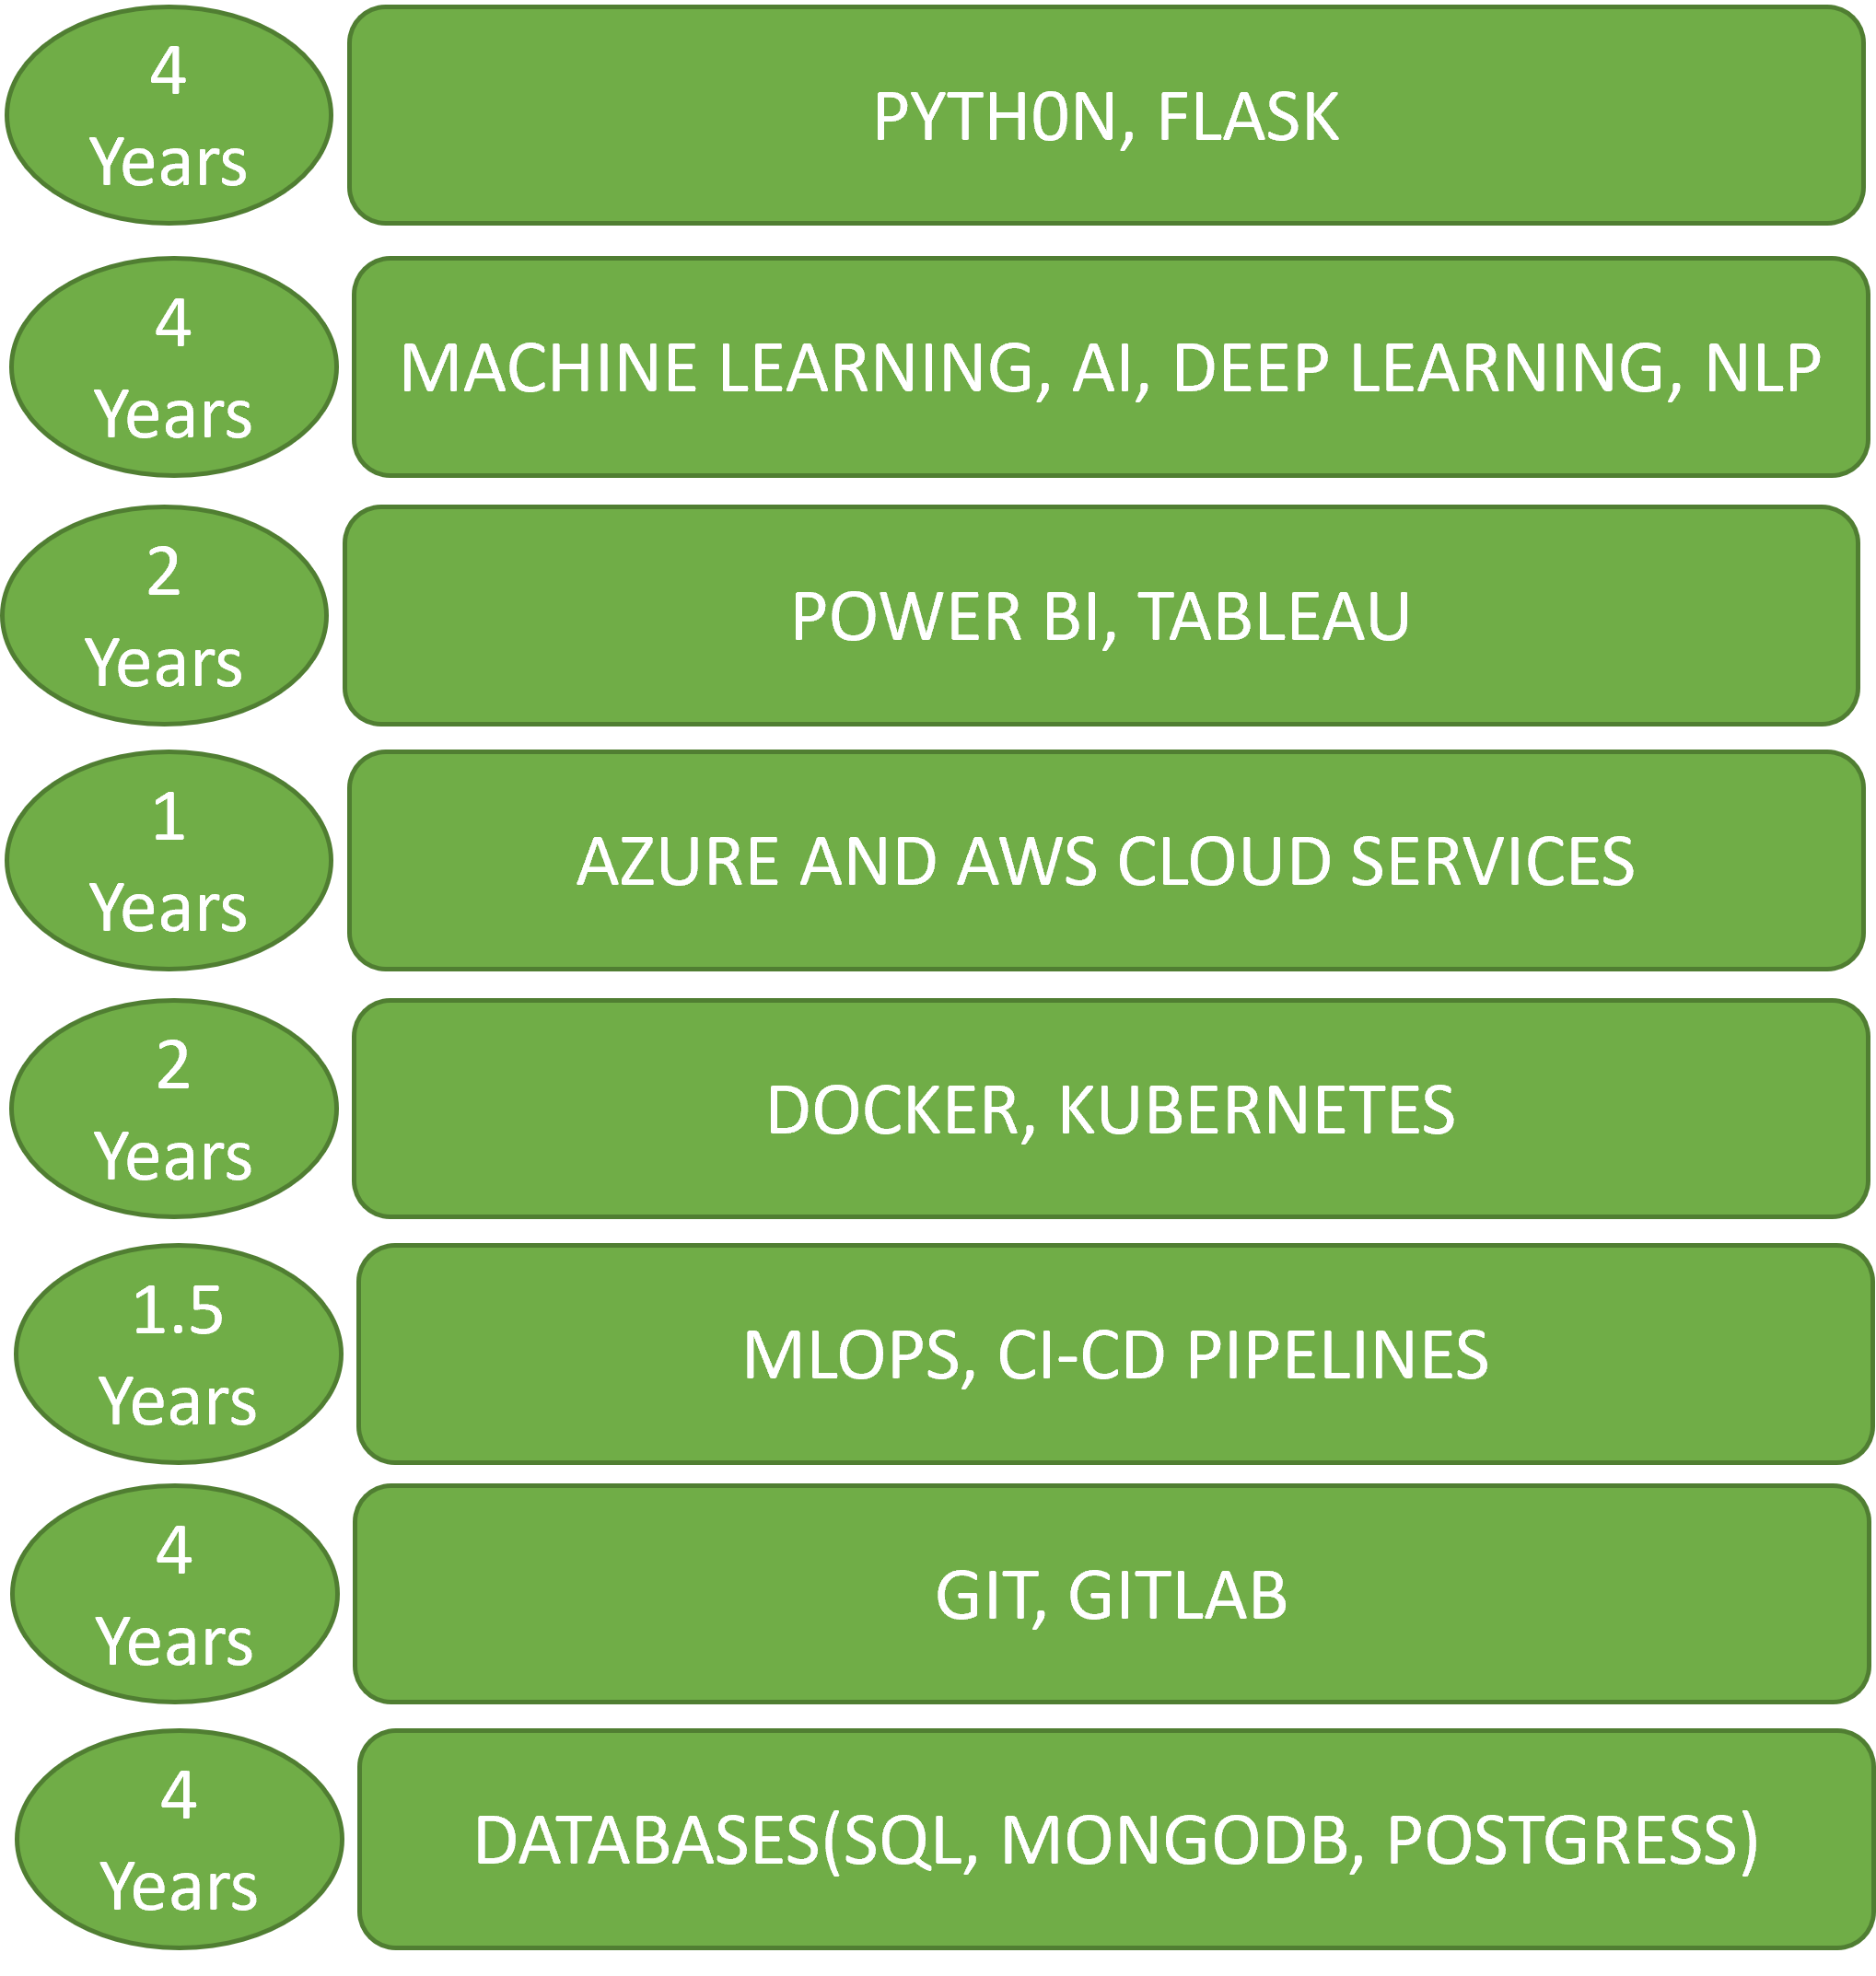 4
Years
PYTH0N, FLASK
4
Years
MACHINE LEARNING, AI, DEEP LEARNING, NLP
2
Years
POWER BI, TABLEAU
1
Years
AZURE AND AWS CLOUD SERVICES
2
Years
DOCKER, KUBERNETES
1.5
Years
MLOPS, CI-CD PIPELINES
4
Years
GIT, GITLAB
4
Years
DATABASES(SQL, MONGODB, POSTGRESS)